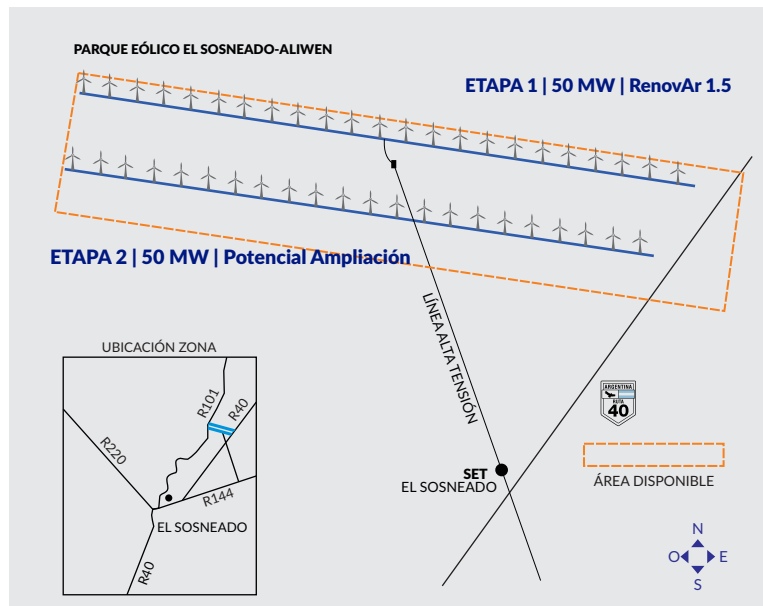 PARQUE EÓLICO EL SOSNEADO-ALIWEN
ETAPA 1 | 50 MW | RenovAr 1.5
ETAPA 2 | 50 MW | Potencial Ampliación
LÍNEA ALTA TENSIÓN
UBICACIÓN ZONA
R101
R40
R220
R144
EL SOSNEADO
R40
ARGENTINA
RUTA
40
SET
EL SOSNEADO
ÁREA DISPONIBLE
N
O
E
S